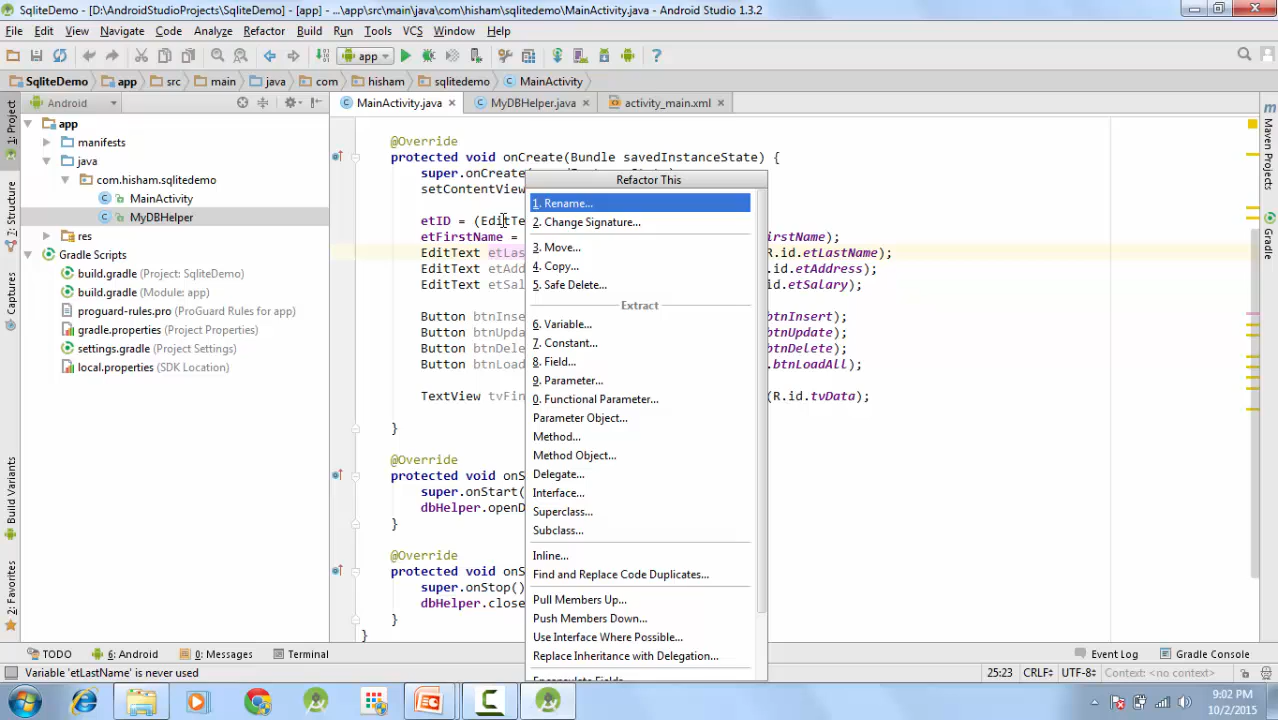 SqliteDemo - [D:\AndroidStudioProjects\SqliteDemo] - [app] - ...\app\src\main\java\com\hisham\sqlitedemo\MainActivity.java - Android Studio 1.3.2
File Edit View Navigate Code Analyze Refactor Build Run Tools VCS Window Help
app
SqliteDemo app src main java com hisham sqlitedemo MainActivity
Android
MainActivity.java MyDBHelper.java activity_main.xml
1: Project
2: Structure
Captures
Build Variants
2: Favorites
app
manifests
java
com.hisham.sqlitedemo
MainActivity
MyDBHelper
res
Gradle Scripts
build.gradle (Project: SqliteDemo)
build.gradle (Module: app)
proguard-rules.pro (ProGuard Rules for app)
gradle.properties (Project Properties)
settings.gradle (Project Settings)
local.properties (SDK Location)
@Override
protected void onCreate(Bundle savedInstanceState) {
super.onCreate
setContentView
etID = (EditTe
etFirstName = irstName);
EditText etLas R.id.etLastName);
EditText etAd .id.etAddress);
EditText etSal id.etSalary);
Button btnInser btnInsert);
Button btnUpda btnUpdate);
Button btnDele btnDelete);
Button btnLoad .btnLoadAll);
TextView tvFin (R.id.tvData);
}
@Override
protected void onS
super.onStart(
dbHelper.openD
}
@Override
protected void onS
super.onStop()
dbHelper.close
}
}
Refactor This
1. Rename...
2. Change Signature...
3. Move...
4. Copy...
5. Safe Delete...
Extract
6. Variable...
7. Constant...
8. Field...
9. Parameter...
0. Functional Parameter...
Parameter Object...
Method...
Method Object...
Delegate...
Interface...
Superclass...
Subclass...
Inline...
Find and Replace Code Duplicates...
Pull Members Up...
Push Members Down...
Use Interface Where Possible...
Replace Inheritance with Delegation...
Encapsulate Fields...
Maven Projects
Gradle
TODO 6: Android 0: Messages Terminal Event Log Gradle Console
Variable 'etLastName' is never used 25:23 CRLF UTF-8 Context: <no context>
9:02 PM
10/2/2015